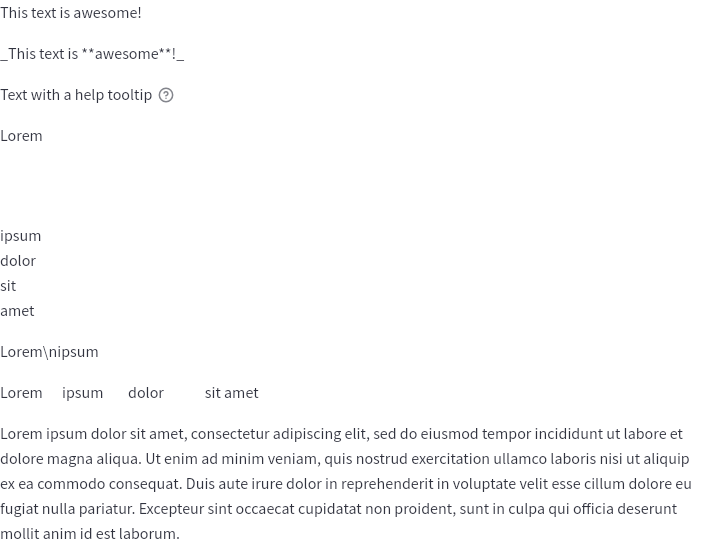 This text is awesome!
_This text is **awesome**!_
Text with a help tooltip
Lorem
ipsum
dolor
sit
amet
Lorem\nipsum
Lorem     ipsum      dolor          sit amet
Lorem ipsum dolor sit amet, consectetur adipiscing elit, sed do eiusmod tempor incididunt ut labore et
dolore magna aliqua. Ut enim ad minim veniam, quis nostrud exercitation ullamco laboris nisi ut aliquip
ex ea commodo consequat. Duis aute irure dolor in reprehenderit in voluptate velit esse cillum dolore eu
fugiat nulla pariatur. Excepteur sint occaecat cupidatat non proident, sunt in culpa qui officia deserunt
mollit anim id est laborum.